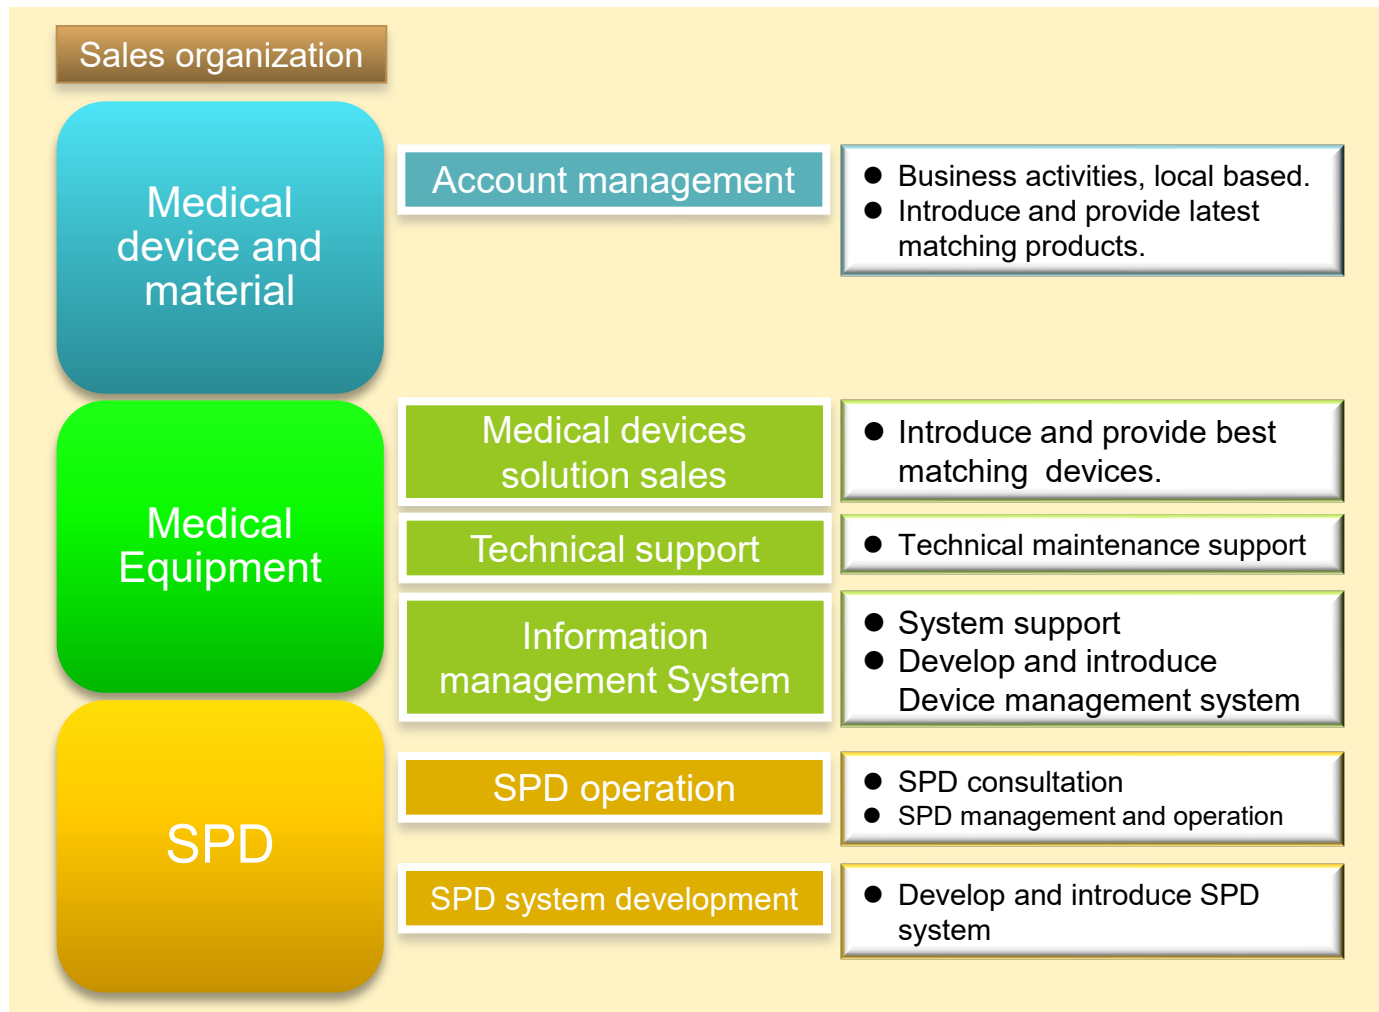 Sales organization
Medical
device and
material
Account management
● Business activities, local based.
● Introduce and provide latest
matching products.
Medical
Equipment
Medical devices
solution sales
● Introduce and provide best
matching  devices.
Technical support
● Technical maintenance support
Information
management System
● System support
● Develop and introduce
Device management system
SPD
SPD operation
● SPD consultation
● SPD management and operation
SPD system development
● Develop and introduce SPD
system